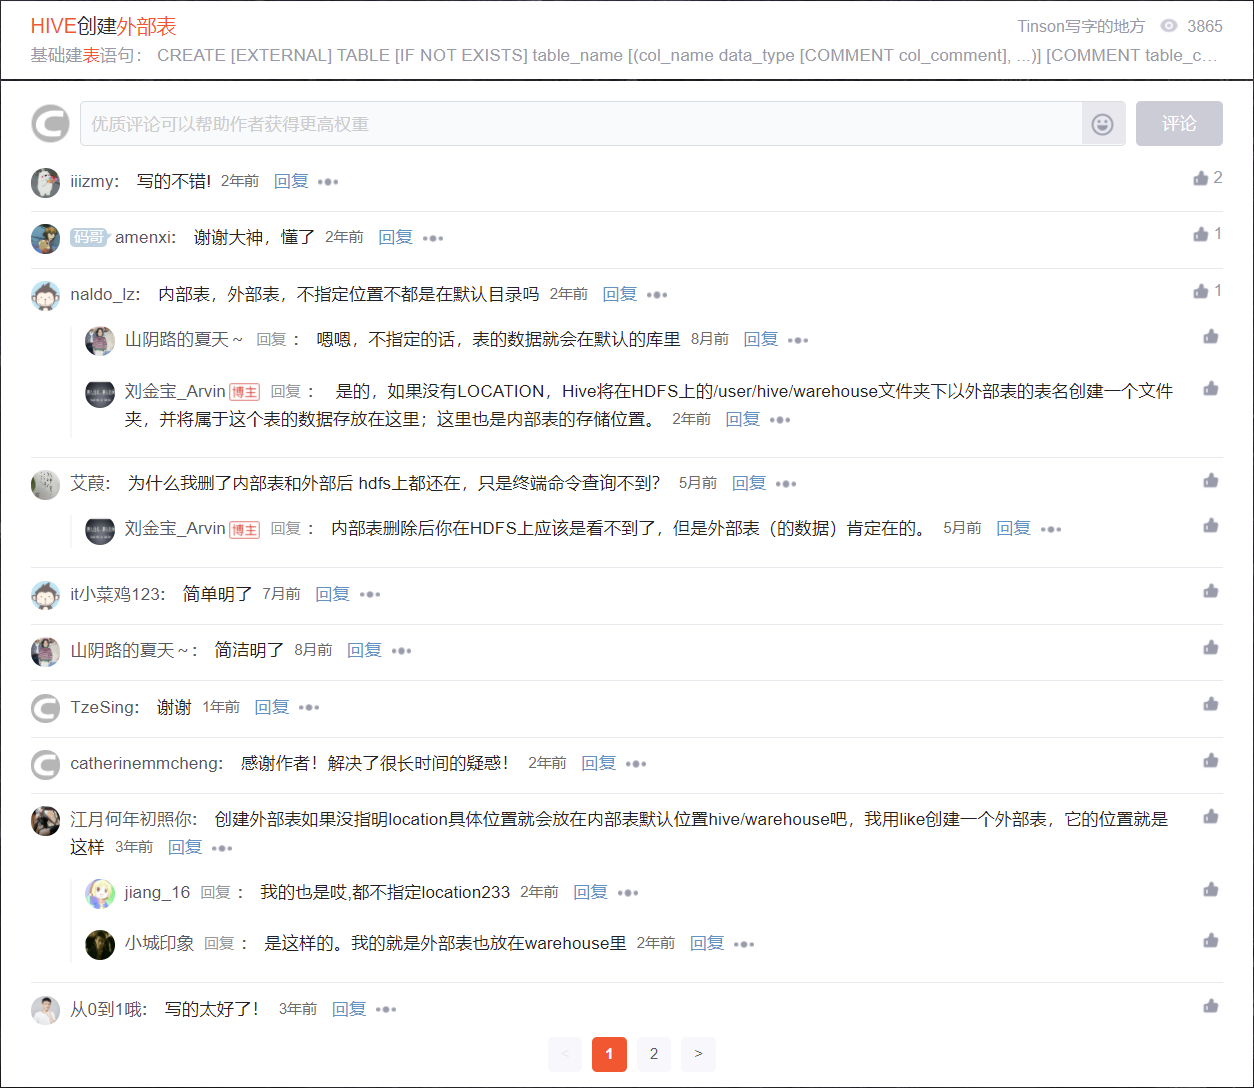 HIVE创建外部表 Tinson写字的地方 3865
基础建表语句： CREATE [EXTERNAL] TABLE [IF NOT EXISTS] table_name [(col_name data_type [COMMENT col_comment], ...)] [COMMENT table_c…
优质评论可以帮助作者获得更高权重 评论
iiizmy： 写的不错! 2年前 回复 2
码哥 amenxi： 谢谢大神，懂了 2年前 回复 1
naldo_lz： 内部表，外部表，不指定位置不都是在默认目录吗 2年前 回复 1
山阴路的夏天～ 回复 ： 嗯嗯，不指定的话，表的数据就会在默认的库里 8月前 回复
刘金宝_Arvin 博主 回复 ： 是的，如果没有LOCATION，Hive将在HDFS上的/user/hive/warehouse文件夹下以外部表的表名创建一个文件
夹，并将属于这个表的数据存放在这里；这里也是内部表的存储位置。 2年前 回复
艾葭： 为什么我删了内部表和外部后 hdfs上都还在，只是终端命令查询不到？ 5月前 回复
刘金宝_Arvin 博主 回复 ： 内部表删除后你在HDFS上应该是看不到了，但是外部表（的数据）肯定在的。 5月前 回复
it小菜鸡123： 简单明了 7月前 回复
山阴路的夏天～： 简洁明了 8月前 回复
TzeSing： 谢谢 1年前 回复
catherinemmcheng： 感谢作者！解决了很长时间的疑惑！ 2年前 回复
江月何年初照你： 创建外部表如果没指明location具体位置就会放在内部表默认位置hive/warehouse吧，我用like创建一个外部表，它的位置就是
这样 3年前 回复
jiang_16 回复 ： 我的也是哎,都不指定location233 2年前 回复
小城印象 回复 ： 是这样的。我的就是外部表也放在warehouse里 2年前 回复
从0到1哦： 写的太好了！ 3年前 回复
< 1 2 >